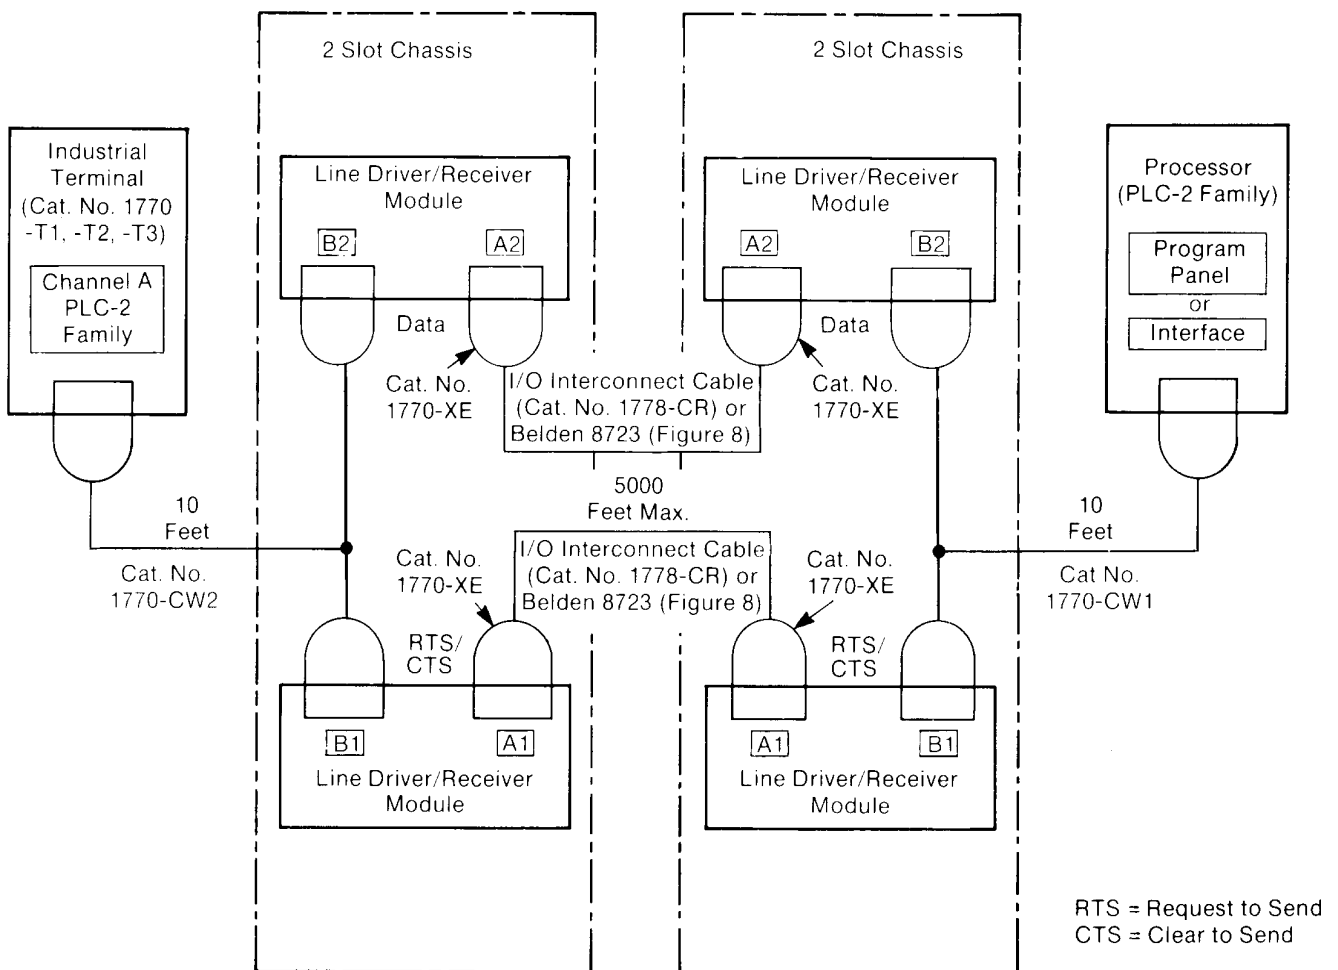 2 Slot Chassis
2 Slot Chassis
Industrial
Terminal
(Cat. No. 1770
-T1, -T2, -T3)
Channel A
PLC-2
Family
Line Driver/Receiver
Module
B2
A2
Data
Cat. No.
1770-XE
Line Driver/Receiver
Module
A2
B2
Data
Cat. No.
1770-XE
Processor
(PLC-2 Family)
Program
Panel
or
Interface
I/O Interconnect Cable
(Cat. No. 1778-CR) or
Belden 8723 (Figure 8)
5000
Feet Max.
10
Feet
Cat. No.
1770-CW2
10
Feet
Cat No.
1770-CW1
Cat. No.
1770-XE
I/O Interconnect Cable
(Cat. No. 1778-CR) or
Belden 8723 (Figure 8)
Cat. No.
1770-XE
RTS/
CTS
B1
A1
Line Driver/Receiver
Module
RTS/
CTS
A1
B1
Line Driver/Receiver
Module
RTS = Request to Send
CTS = Clear to Send